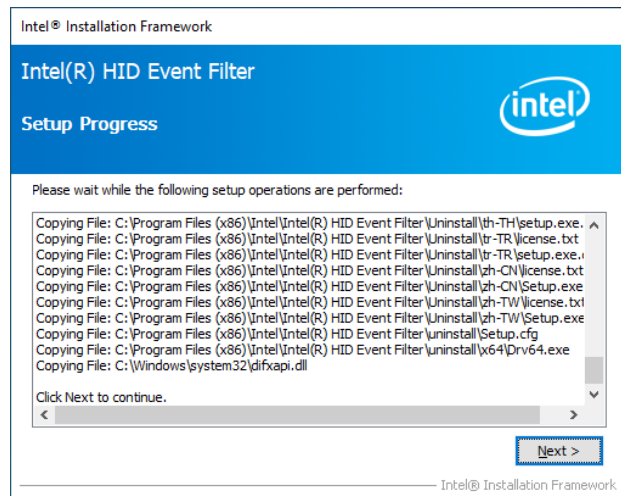 Intel® Installation Framework
Intel(R) HID Event Filter
Setup Progress
intel
Please wait while the following setup operations are performed:
Copying File: C:\Program Files (x86)\Intel\Intel(R) HID Event Filter\Uninstall\th-TH\setup.exe.
Copying File: C:\Program Files (x86)\Intel\Intel(R) HID Event Filter\Uninstall\tr-TR\license.txt
Copying File: C:\Program Files (x86)\Intel\Intel(R) HID Event Filter\Uninstall\tr-TR\setup.exe.
Copying File: C:\Program Files (x86)\Intel\Intel(R) HID Event Filter\Uninstall\zh-CN\license.txt
Copying File: C:\Program Files (x86)\Intel\Intel(R) HID Event Filter\Uninstall\zh-CN\Setup.exe
Copying File: C:\Program Files (x86)\Intel\Intel(R) HID Event Filter\Uninstall\zh-TW\license.txt
Copying File: C:\Program Files (x86)\Intel\Intel(R) HID Event Filter\Uninstall\zh-TW\Setup.exe
Copying File: C:\Program Files (x86)\Intel\Intel(R) HID Event Filter\uninstall\Setup.cfg
Copying File: C:\Program Files (x86)\Intel\Intel(R) HID Event Filter\uninstall\x64\Drv64.exe
Copying File: C:\Windows\system32\difxapi.dll
Click Next to continue.
Next >
Intel® Installation Framework